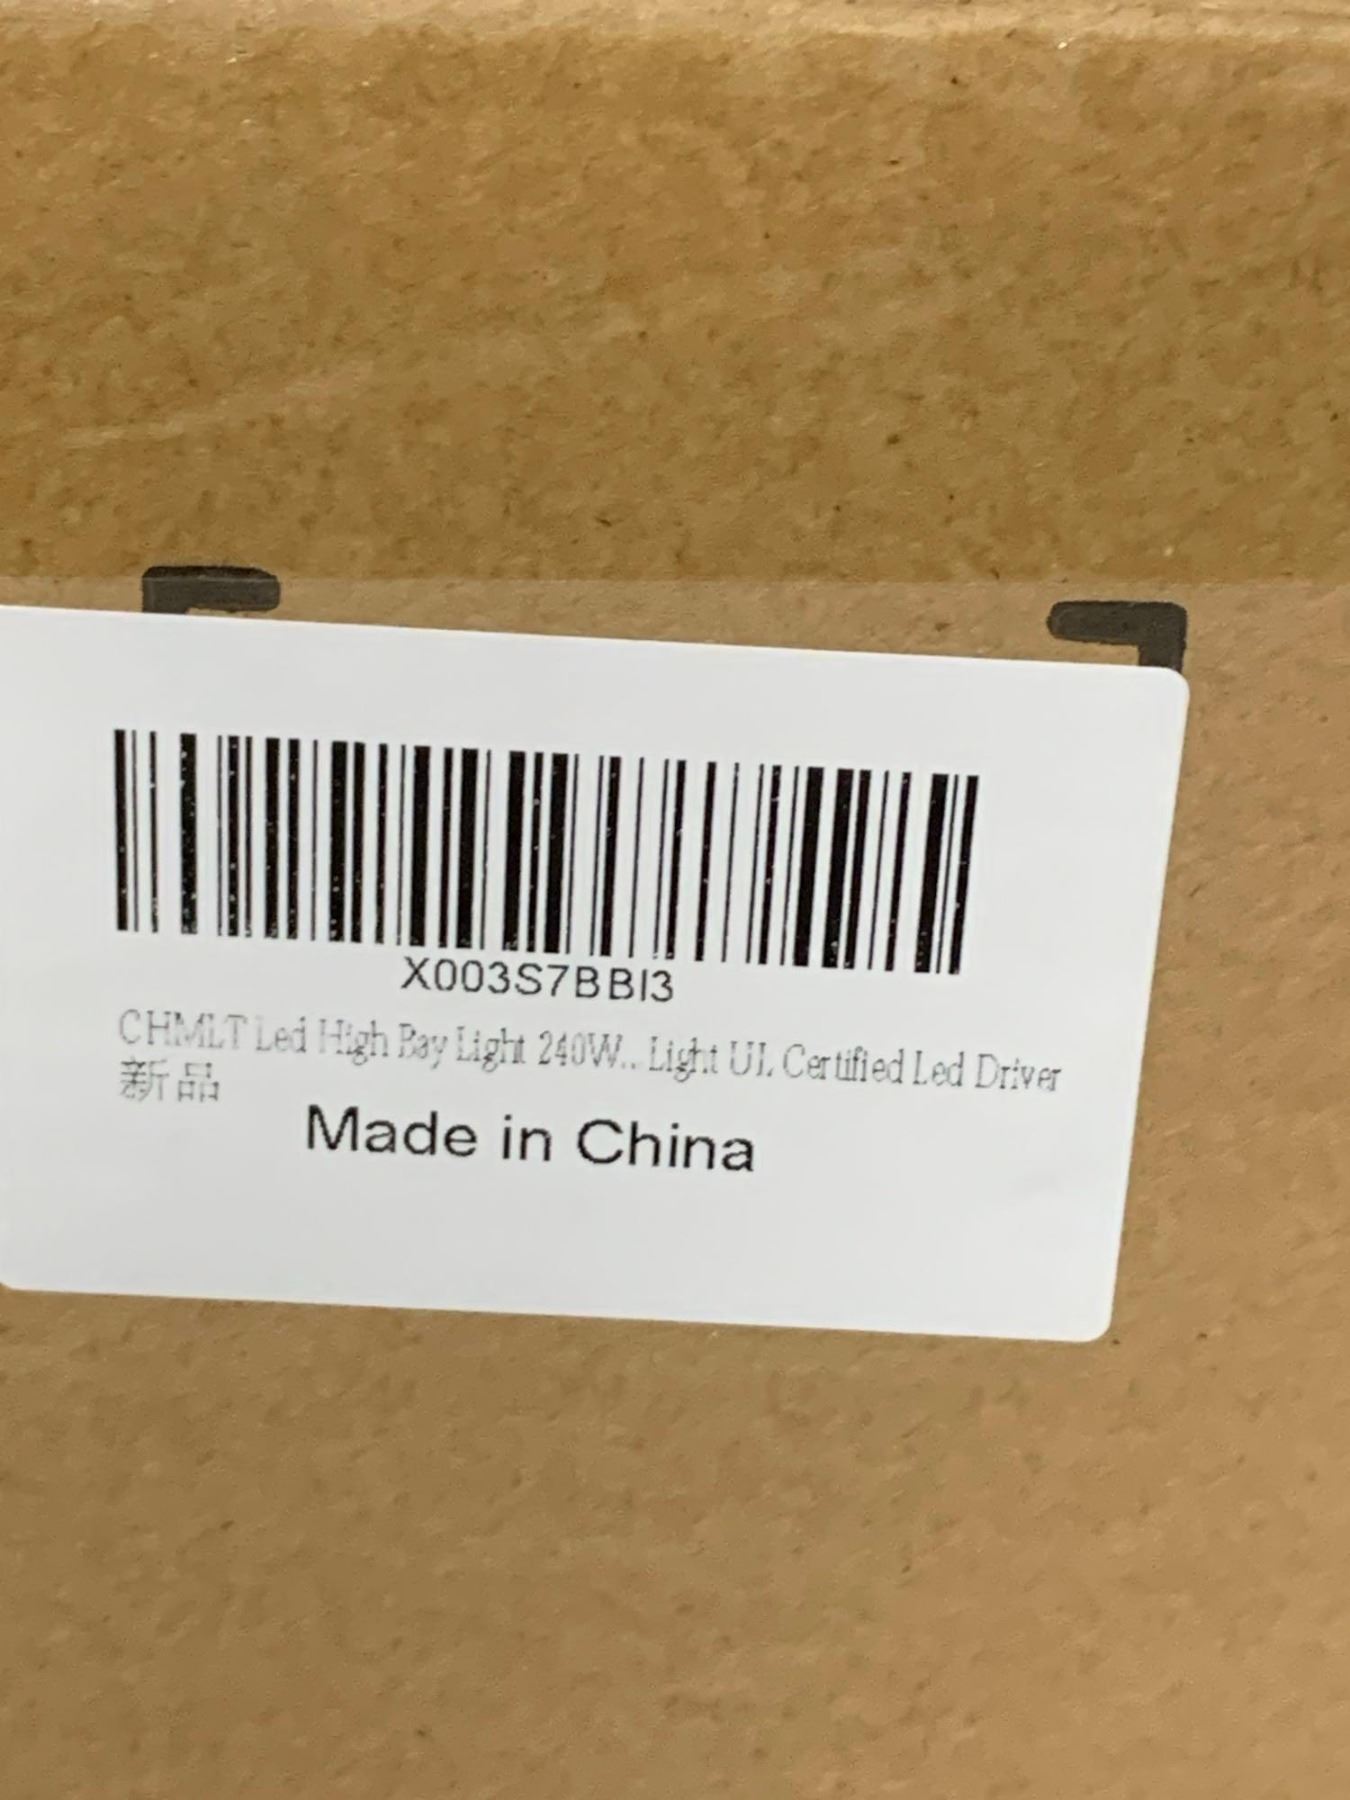 X003S7BBI3
CHMLT Led High Bay Light 240W... Light UL Certified Led Driver
新品
Made in China